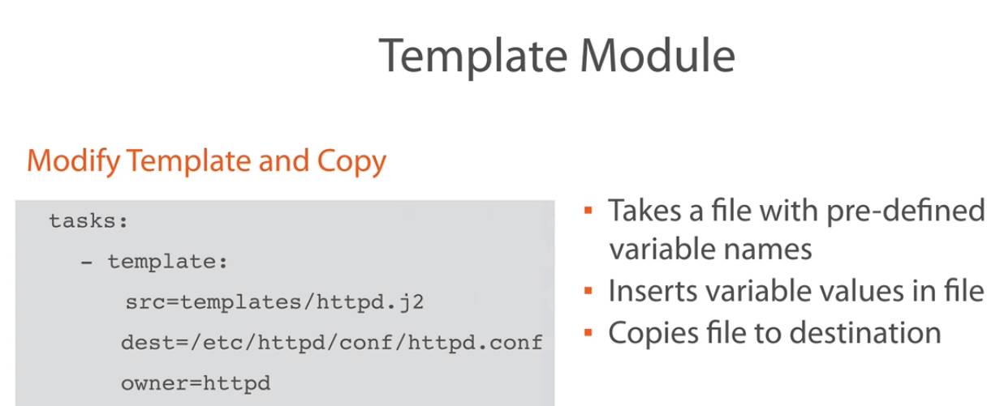 Template Module
Modify Template and Copy
tasks:
- template:
src=templates/httpd.j2
dest=/etc/httpd/conf/httpd.conf
owner=httpd
▪ Takes a file with pre-defined
variable names
▪ Inserts variable values in file
▪ Copies file to destination